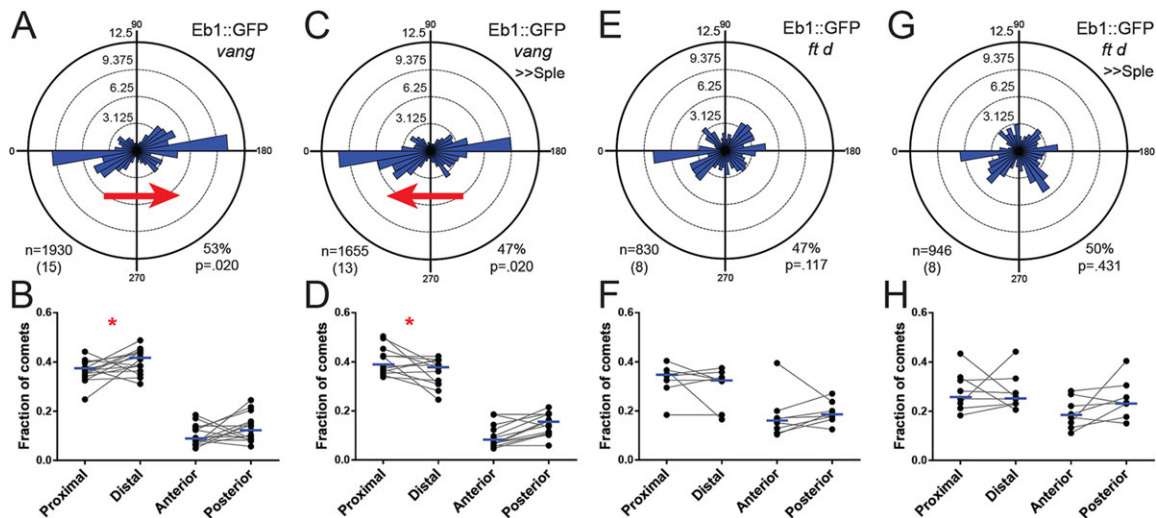 A
Eb1::GFP
vang
90
12.5
9.375
6.25
3.125
0
180
270
n=1930
(15)
53%
p=.020
C
Eb1::GFP
vang
>>Sple
90
12.5
9.375
6.25
3.125
0
180
270
n=1655
(13)
47%
p=.020
E
Eb1::GFP
ft d
90
12.5
9.375
6.25
3.125
0
180
270
n=830
(8)
47%
p=.117
G
Eb1::GFP
ft d
>>Sple
90
12.5
9.375
6.25
3.125
0
180
270
n=946
(8)
50%
p=.431
B
Fraction of comets
0.6
0.4
0.2
0.0
*
Proximal
Distal
Anterior
Posterior
D
Fraction of comets
0.6
0.4
0.2
0.0
*
Proximal
Distal
Anterior
Posterior
F
Fraction of comets
0.6
0.4
0.2
0.0
Proximal
Distal
Anterior
Posterior
H
Fraction of comets
0.6
0.4
0.2
0.0
Proximal
Distal
Anterior
Posterior